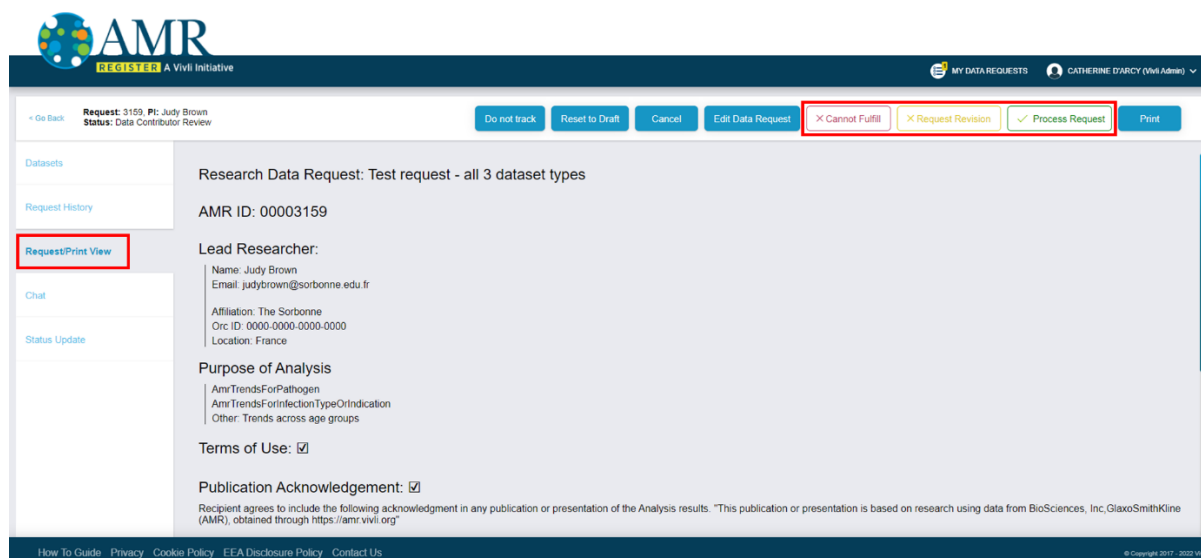 AMR
REGISTER A Vivli Initiative
MY DATA REQUESTS
CATHERINE D'ARCY (Vivli Admin)
< Go Back
Request: 3159, PI: Judy Brown
Status: Data Contributor Review
Do not track
Reset to Draft
Cancel
Edit Data Request
Cannot Fulfill
Request Revision
Process Request
Print
Datasets
Request History
Request/Print View
Chat
Status Update
Research Data Request: Test request - all 3 dataset types
AMR ID: 00003159
Lead Researcher:
Name: Judy Brown
Email: judybrown@sorbonne.edu.fr
Affiliation: The Sorbonne
Orc ID: 0000-0000-0000-0000
Location: France
Purpose of Analysis
AmrTrendsForPathogen
AmrTrendsForInfectionTypeOrIndication
Other: Trends across age groups
Terms of Use: ☑
Publication Acknowledgement: ☑
Recipient agrees to include the following acknowledgment in any publication or presentation of the Analysis results. "This publication or presentation is based on research using data from BioSciences, Inc,GlaxoSmithKline
(AMR), obtained through https://amr.vivli.org"
How To Guide Privacy Cookie Policy EEA Disclosure Policy Contact Us
© Copyright 2017 - 2022